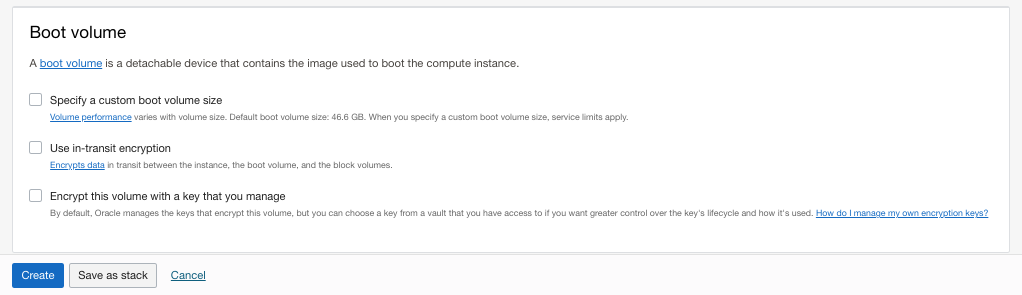 Boot volume
A boot volume is a detachable device that contains the image used to boot the compute instance.
Specify a custom boot volume size
Volume performance varies with volume size. Default boot volume size: 46.6 GB. When you specify a custom boot volume size, service limits apply.
Use in-transit encryption
Encrypts data in transit between the instance, the boot volume, and the block volumes.
Encrypt this volume with a key that you manage
By default, Oracle manages the keys that encrypt this volume, but you can choose a key from a vault that you have access to if you want greater control over the key's lifecycle and how it's used. How do I manage my own encryption keys?
Create Save as stack Cancel